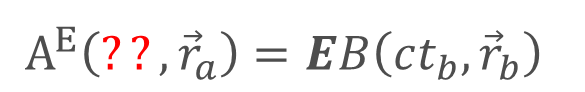 A^E(? ?, r⃗_a) = EB(ct_b, r⃗_b)